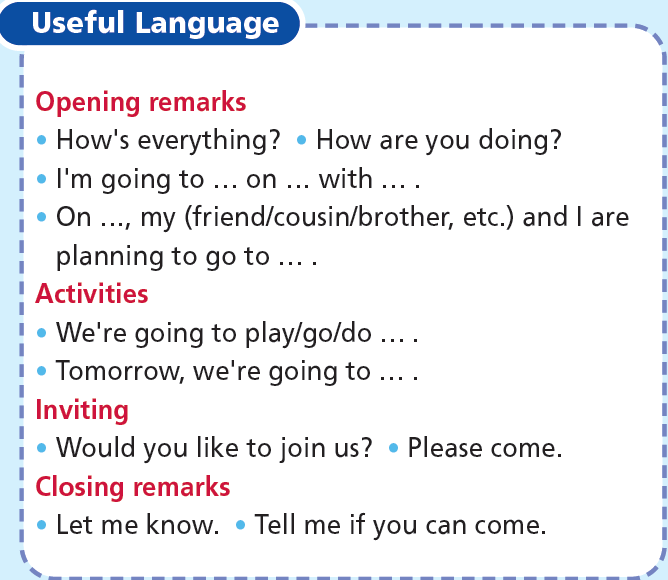 Useful Language
Opening remarks
• How's everything? • How are you doing?
• I'm going to ... on ... with ... .
• On ..., my (friend/cousin/brother, etc.) and I are
planning to go to ... .
Activities
• We're going to play/go/do ... .
• Tomorrow, we're going to ... .
Inviting
• Would you like to join us? • Please come.
Closing remarks
• Let me know. • Tell me if you can come.